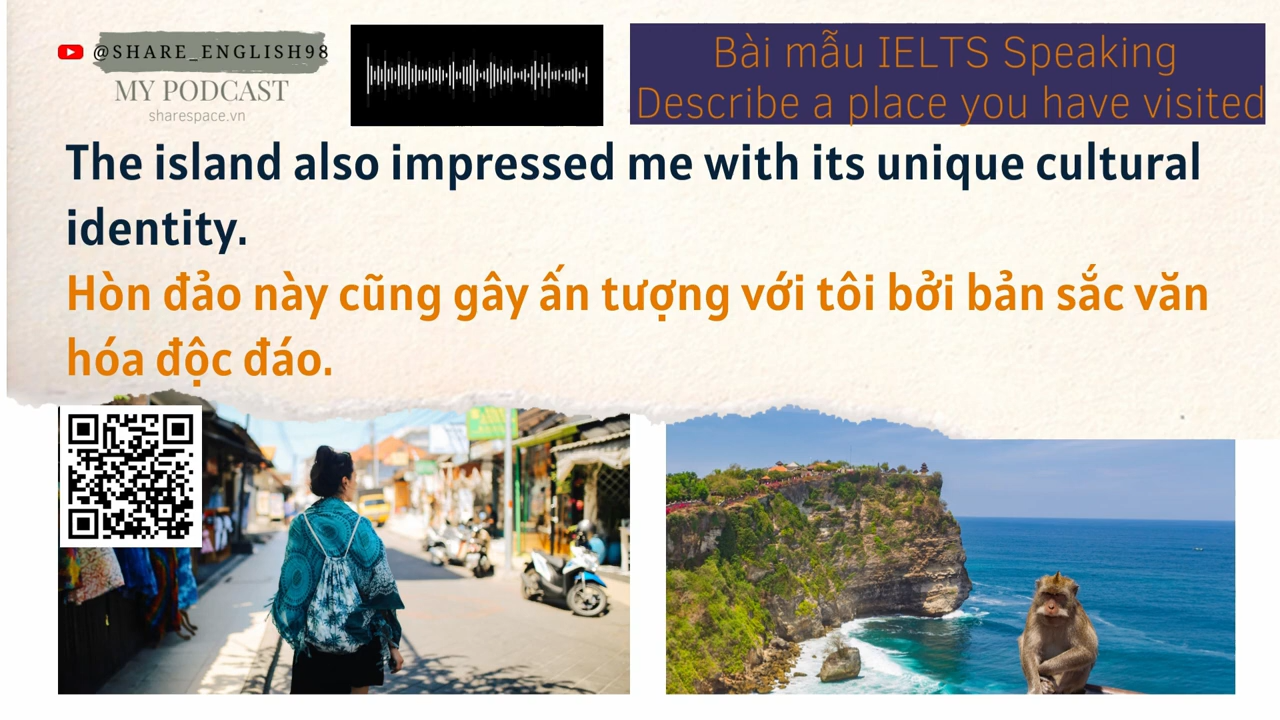 @SHARE_ENGLISH98
MY PODCAST
sharespace.vn
Bài mẫu IELTS Speaking
Describe a place you have visited
The island also impressed me with its unique cultural
identity.
Hòn đảo này cũng gây ấn tượng với tôi bởi bản sắc văn
hóa độc đáo.